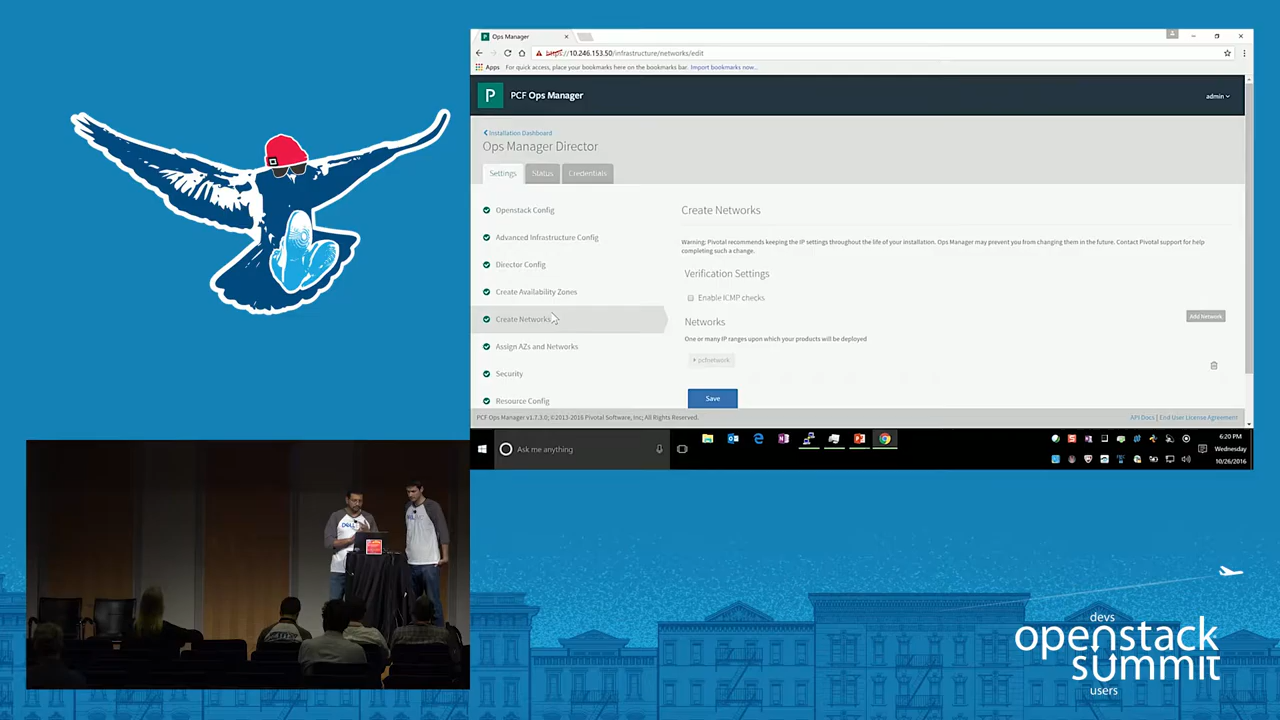 Ops Manager
https://10.246.153.50/infrastructure/networks/edit
Apps For quick access, place your bookmarks here on the bookmarks bar. Import bookmarks now...
P PCF Ops Manager
admin
Installation Dashboard
Ops Manager Director
Settings Status Credentials
Openstack Config
Advanced Infrastructure Config
Director Config
Create Availability Zones
Create Networks
Assign AZs and Networks
Security
Resource Config
Create Networks
Warning: Pivotal recommends keeping the IP settings throughout the life of your installation. Ops Manager may prevent you from changing them in the future. Contact Pivotal support for help
completing such a change.
Verification Settings
Enable ICMP checks
Networks
Add Network
One or many IP ranges upon which your products will be deployed
pcfnetwork
Save
PCF Ops Manager v1.7.3.0; ©2013-2016 Pivotal Software, Inc; All Rights Reserved.
API Docs | End User License Agreement
Ask me anything
6:20 PM
Wednesday
10/26/2016
devs
openstack
summit
users